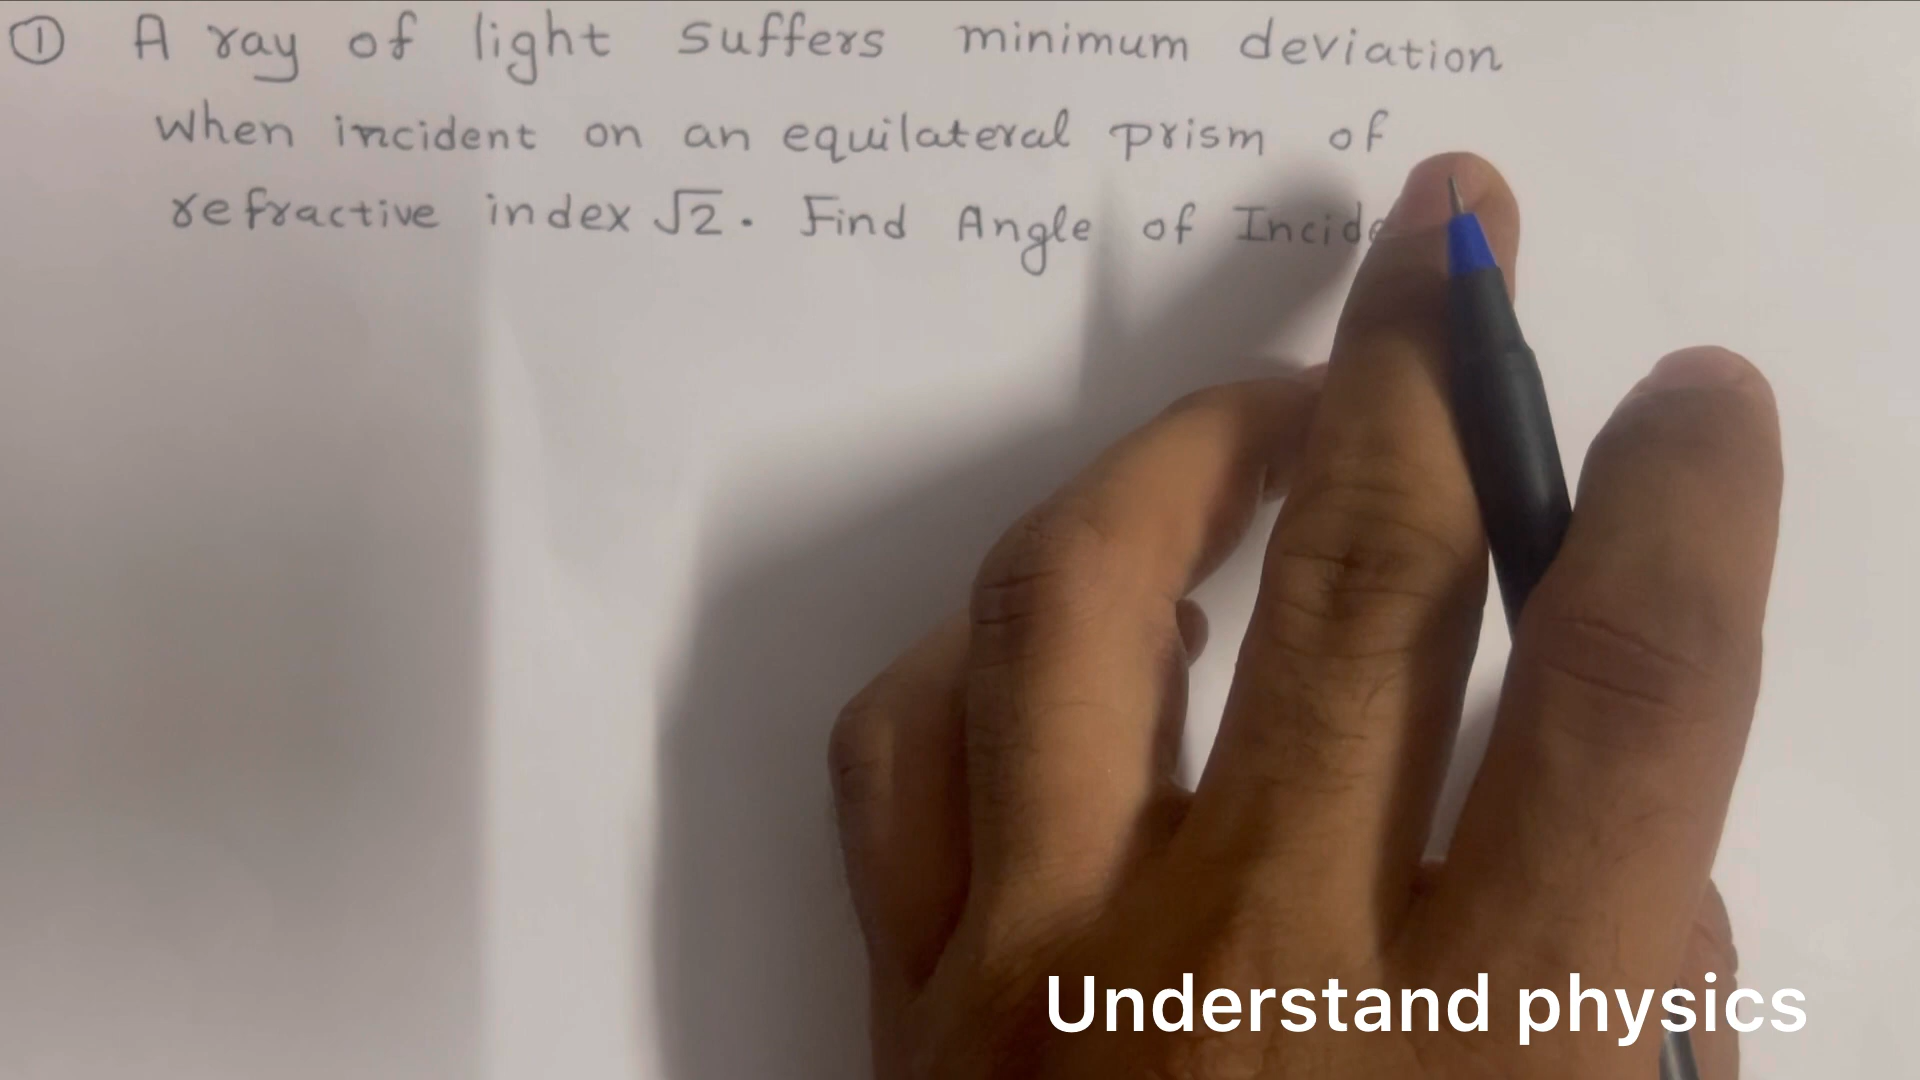 ① A ray of light suffers minimum deviation
When incident on an equilateral prism of
refractive index √2. Find Angle of
Understand physics